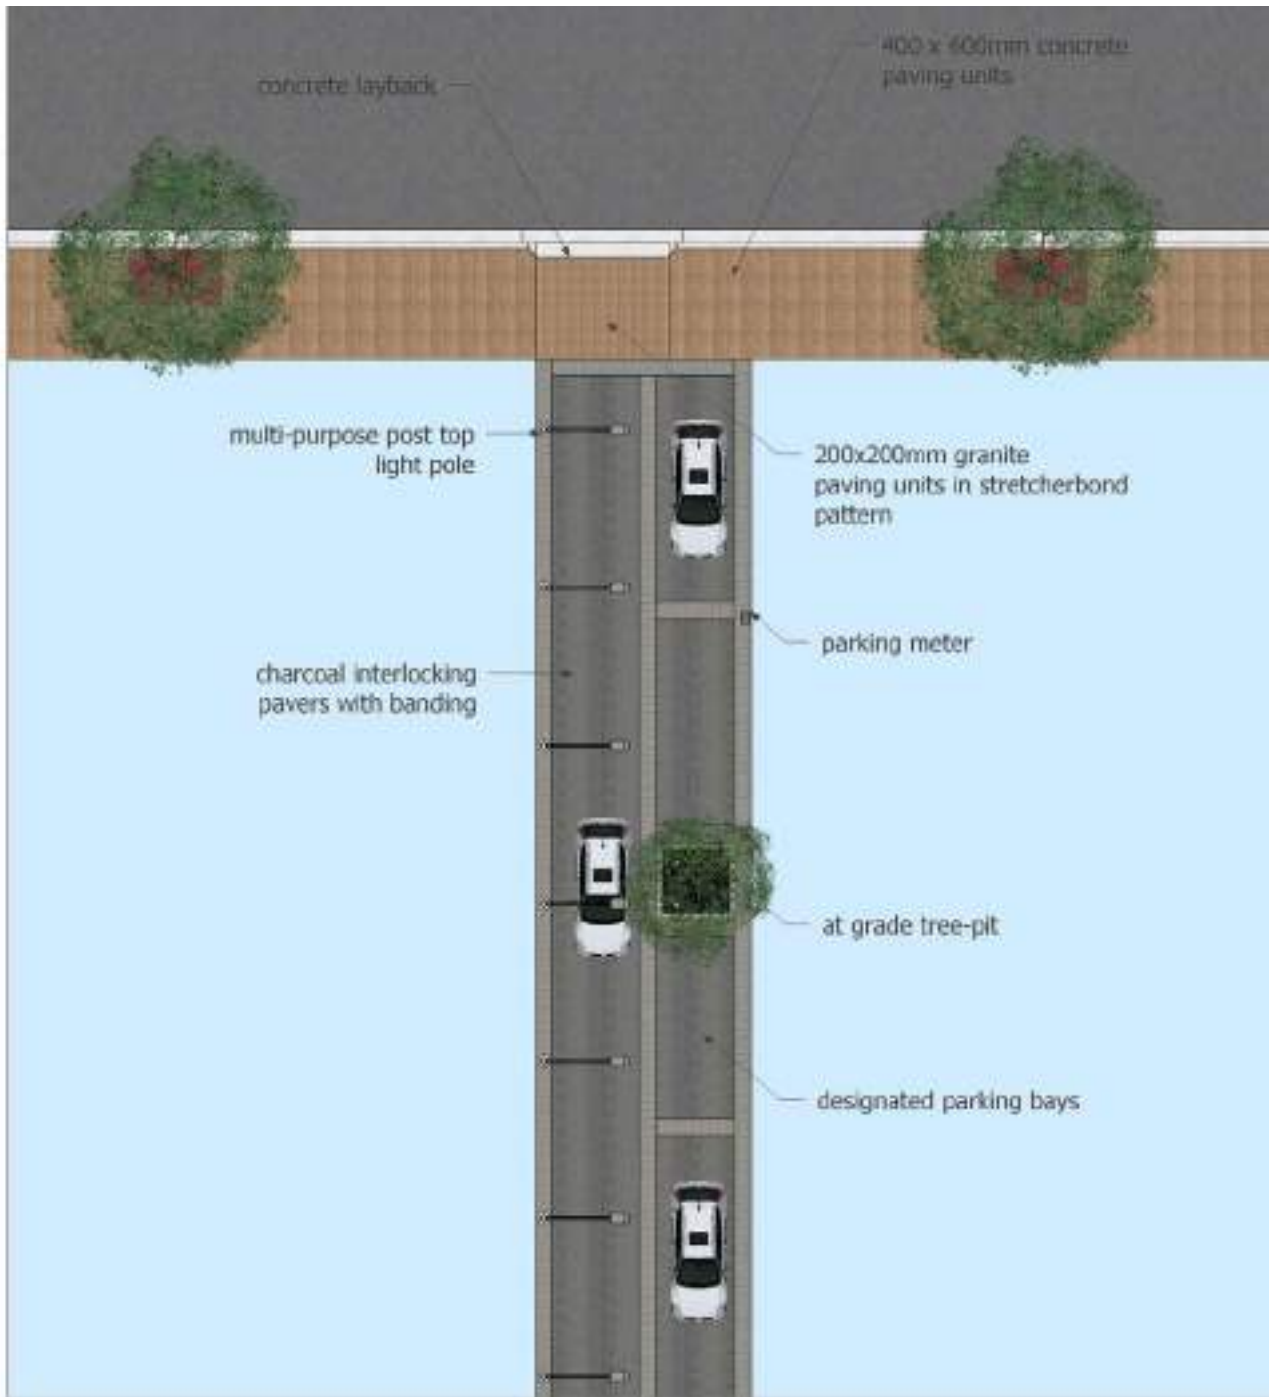 400 x 600mm concrete
paving units
concrete layback
multi-purpose post top
light pole
200x200mm granite
paving units in stretcherbond
pattern
parking meter
charcoal interlocking
pavers with banding
at grade tree-pit
designated parking bays